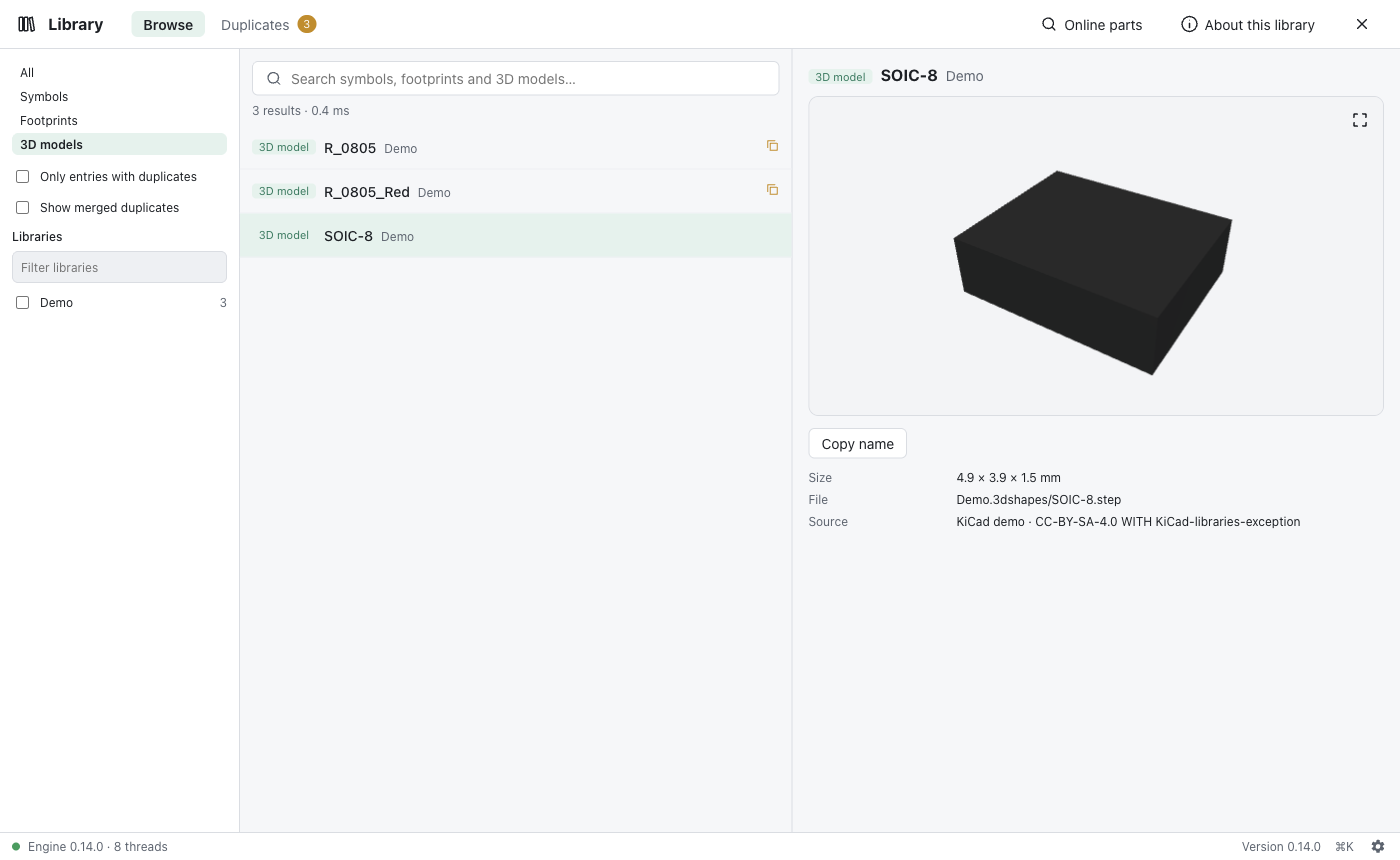 Library
Browse
Duplicates 3
Online parts
About this library
All
Symbols
Footprints
3D models
Only entries with duplicates
Show merged duplicates
Libraries
Filter libraries
Demo 3
Search symbols, footprints and 3D models...
3 results · 0.4 ms
3D model R_0805 Demo
3D model R_0805_Red Demo
3D model SOIC-8 Demo
3D model SOIC-8 Demo
Copy name
Size 4.9 × 3.9 × 1.5 mm
File Demo.3dshapes/SOIC-8.step
Source KiCad demo · CC-BY-SA-4.0 WITH KiCad-libraries-exception
Engine 0.14.0 · 8 threads
Version 0.14.0 ⌘K